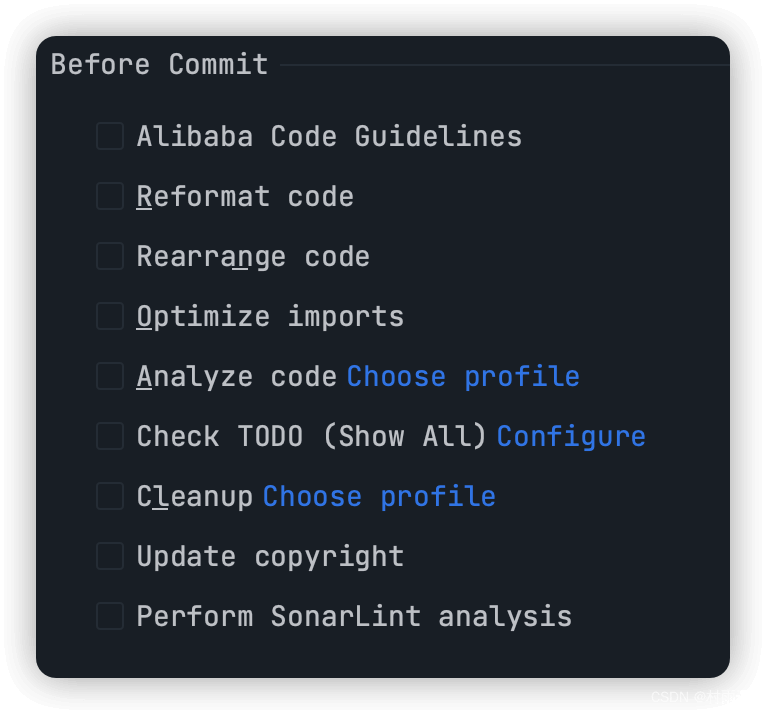 Before Commit
Alibaba Code Guidelines
Reformat code
Rearrange code
Optimize imports
Analyze code Choose profile
Check TODO (Show All) Configure
Cleanup Choose profile
Update copyright
Perform SonarLint analysis
CSDN